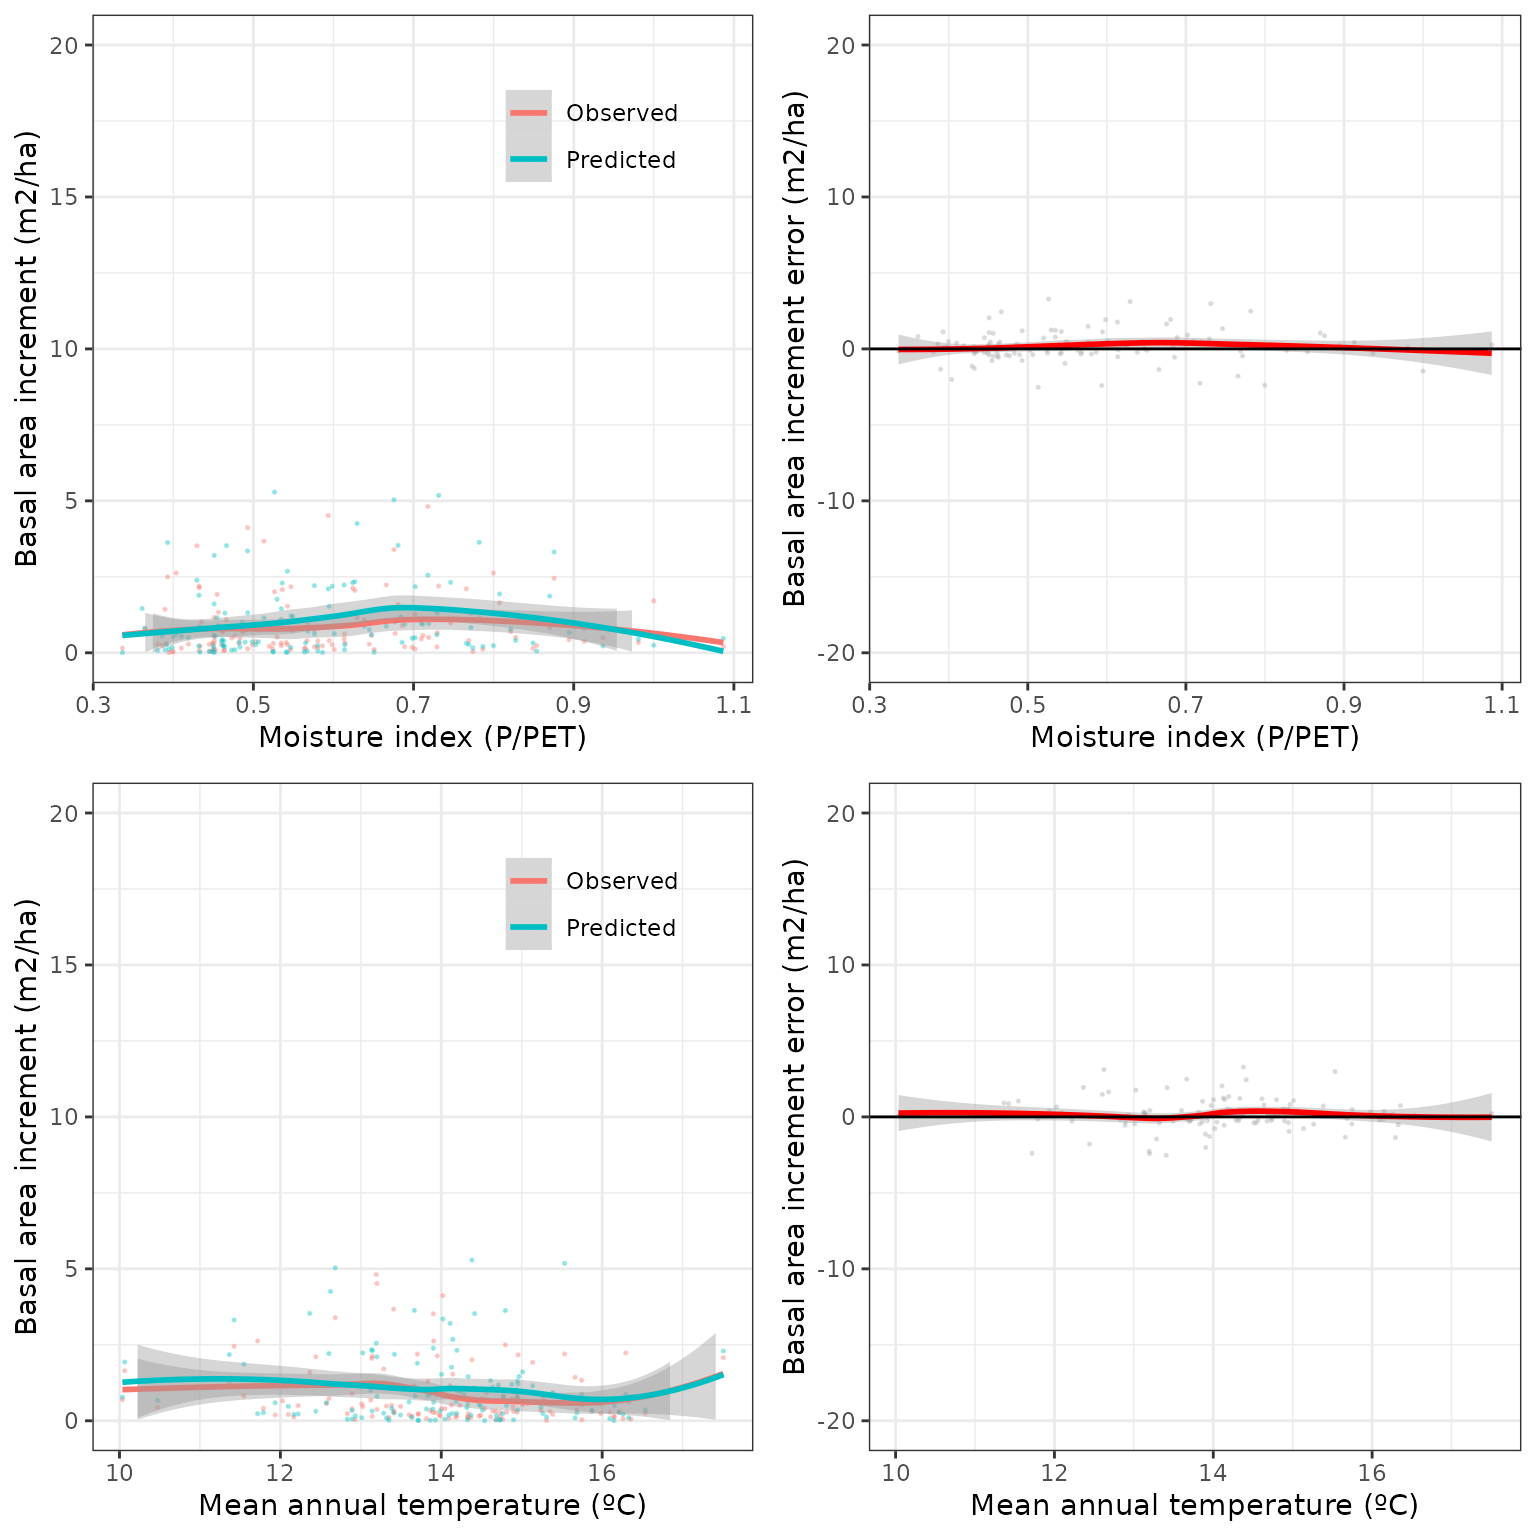 Basal area increment (m2/ha)
20
15
10
5
0
Observed
Predicted
0.3 0.5 0.7 0.9 1.1
Moisture index (P/PET)
Basal area increment error (m2/ha)
20
10
0
-10
-20
0.3 0.5 0.7 0.9 1.1
Moisture index (P/PET)
Basal area increment (m2/ha)
20
15
10
5
0
Observed
Predicted
10 12 14 16
Mean annual temperature (ºC)
Basal area increment error (m2/ha)
20
10
0
-10
-20
10 12 14 16
Mean annual temperature (ºC)